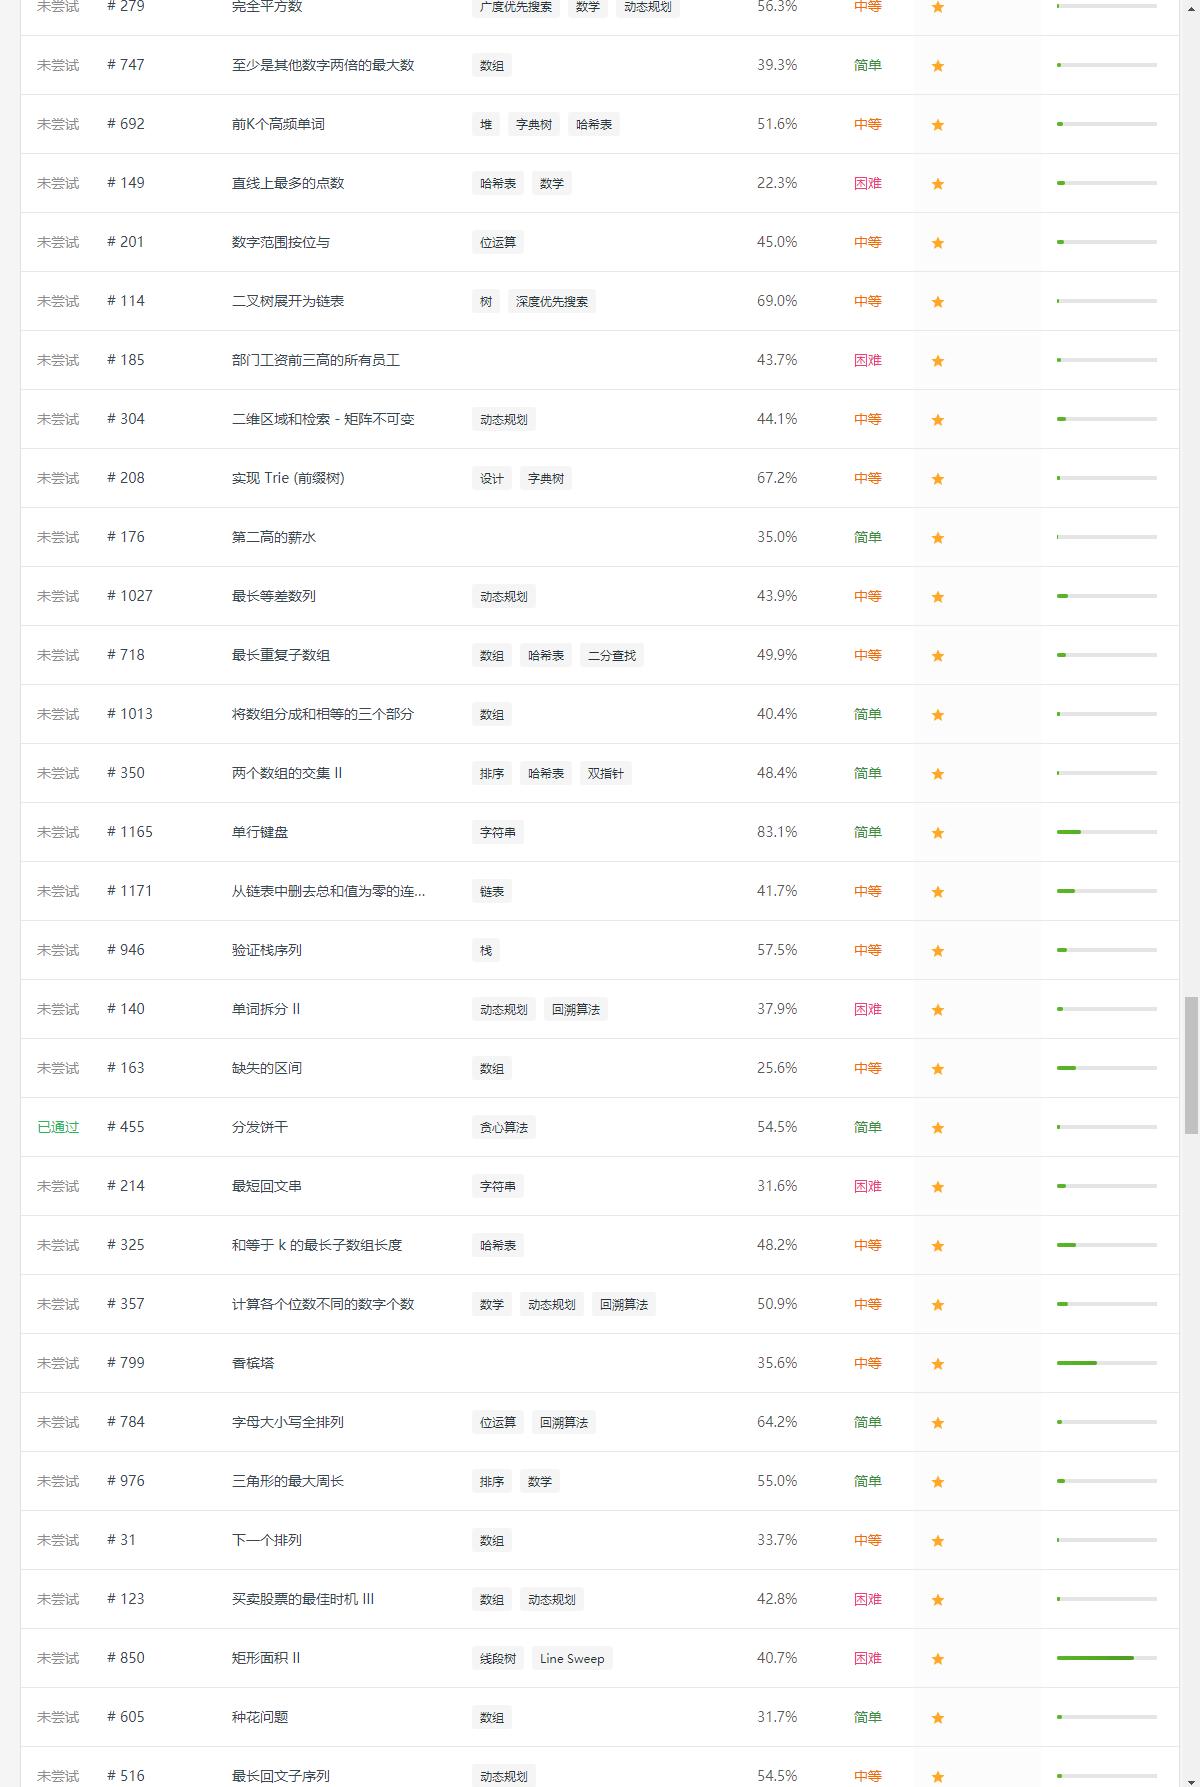 未尝试 # 279 完全平方数 广度优先搜索 数学 动态规划 56.3% 中等
未尝试 # 747 至少是其他数字两倍的最大数 数组 39.3% 简单
未尝试 # 692 前K个高频单词 堆 字典树 哈希表 51.6% 中等
未尝试 # 149 直线上最多的点数 哈希表 数学 22.3% 困难
未尝试 # 201 数字范围按位与 位运算 45.0% 中等
未尝试 # 114 二叉树展开为链表 树 深度优先搜索 69.0% 中等
未尝试 # 185 部门工资前三高的所有员工 43.7% 困难
未尝试 # 304 二维区域和检索 - 矩阵不可变 动态规划 44.1% 中等
未尝试 # 208 实现 Trie (前缀树) 设计 字典树 67.2% 中等
未尝试 # 176 第二高的薪水 35.0% 简单
未尝试 # 1027 最长等差数列 动态规划 43.9% 中等
未尝试 # 718 最长重复子数组 数组 哈希表 二分查找 49.9% 中等
未尝试 # 1013 将数组分成和相等的三个部分 数组 40.4% 简单
未尝试 # 350 两个数组的交集 II 排序 哈希表 双指针 48.4% 简单
未尝试 # 1165 单行键盘 字符串 83.1% 简单
未尝试 # 1171 从链表中删去总和值为零的连... 链表 41.7% 中等
未尝试 # 946 验证栈序列 栈 57.5% 中等
未尝试 # 140 单词拆分 II 动态规划 回溯算法 37.9% 困难
未尝试 # 163 缺失的区间 数组 25.6% 中等
已通过 # 455 分发饼干 贪心算法 54.5% 简单
未尝试 # 214 最短回文串 字符串 31.6% 困难
未尝试 # 325 和等于 k 的最长子数组长度 哈希表 48.2% 中等
未尝试 # 357 计算各个位数不同的数字个数 数学 动态规划 回溯算法 50.9% 中等
未尝试 # 799 香槟塔 35.6% 中等
未尝试 # 784 字母大小写全排列 位运算 回溯算法 64.2% 简单
未尝试 # 976 三角形的最大周长 排序 数学 55.0% 简单
未尝试 # 31 下一个排列 数组 33.7% 中等
未尝试 # 123 买卖股票的最佳时机 III 数组 动态规划 42.8% 困难
未尝试 # 850 矩形面积 II 线段树 Line Sweep 40.7% 困难
未尝试 # 605 种花问题 数组 31.7% 简单
未尝试 # 516 最长回文子序列 动态规划 54.5% 中等